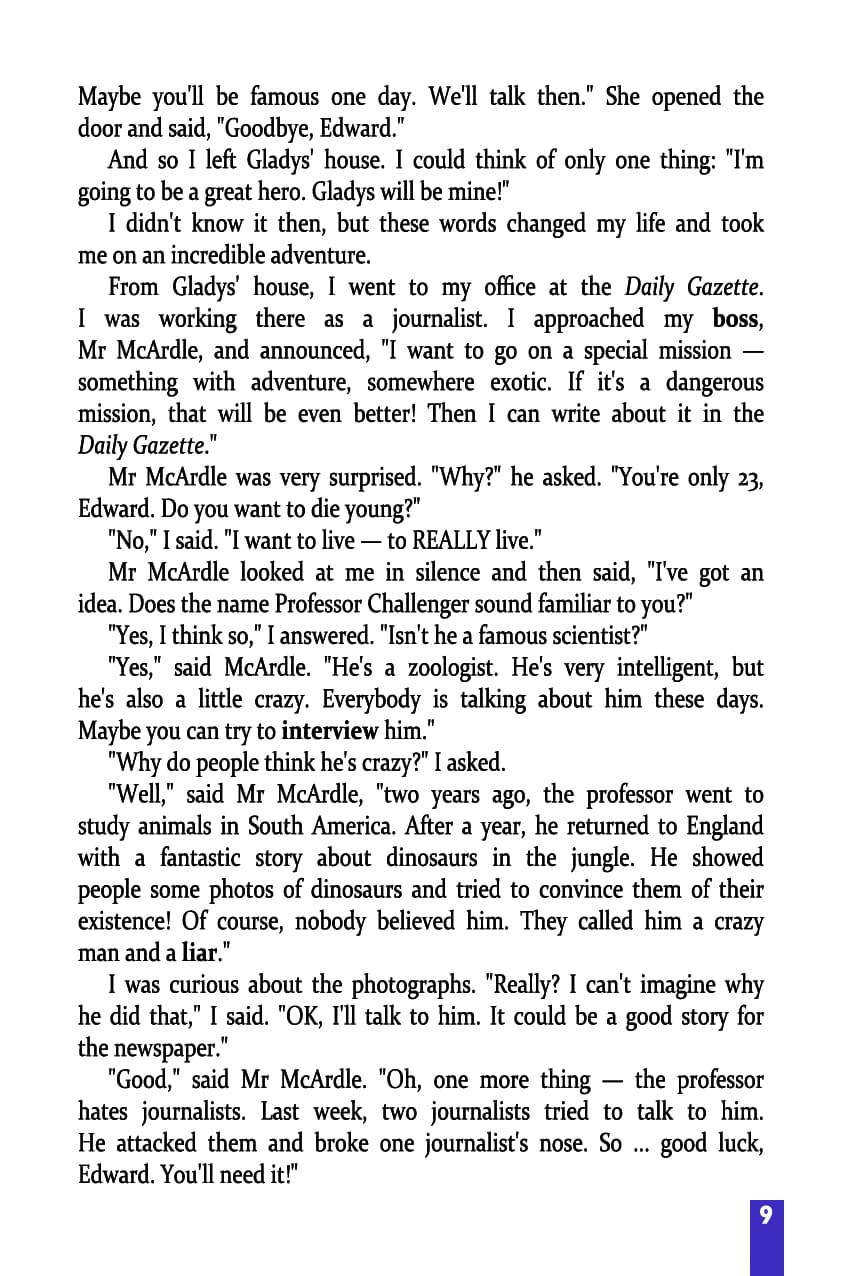 Maybe you'll be famous one day. We'll talk then." She opened the
door and said, "Goodbye, Edward."
And so I left Gladys' house. I could think of only one thing: "I'm
going to be a great hero. Gladys will be mine!"
I didn't know it then, but these words changed my life and took
me on an incredible adventure.
From Gladys' house, I went to my office at the Daily Gazette.
I was working there as a journalist. I approached my boss,
Mr McArdle, and announced, "I want to go on a special mission —
something with adventure, somewhere exotic. If it's a dangerous
mission, that will be even better! Then I can write about it in the
Daily Gazette."
Mr McArdle was very surprised. "Why?" he asked. "You're only 23,
Edward. Do you want to die young?"
"No," I said. "I want to live — to REALLY live."
Mr McArdle looked at me in silence and then said, "I've got an
idea. Does the name Professor Challenger sound familiar to you?"
"Yes, I think so," I answered. "Isn't he a famous scientist?"
"Yes," said McArdle. "He's a zoologist. He's very intelligent, but
he's also a little crazy. Everybody is talking about him these days.
Maybe you can try to interview him."
"Why do people think he's crazy?" I asked.
"Well," said Mr McArdle, "two years ago, the professor went to
study animals in South America. After a year, he returned to England
with a fantastic story about dinosaurs in the jungle. He showed
people some photos of dinosaurs and tried to convince them of their
existence! Of course, nobody believed him. They called him a crazy
man and a liar."
I was curious about the photographs. "Really? I can't imagine why
he did that," I said. "OK, I'll talk to him. It could be a good story for
the newspaper."
"Good," said Mr McArdle. "Oh, one more thing — the professor
hates journalists. Last week, two journalists tried to talk to him.
He attacked them and broke one journalist's nose. So ... good luck,
Edward. You'll need it!"
9